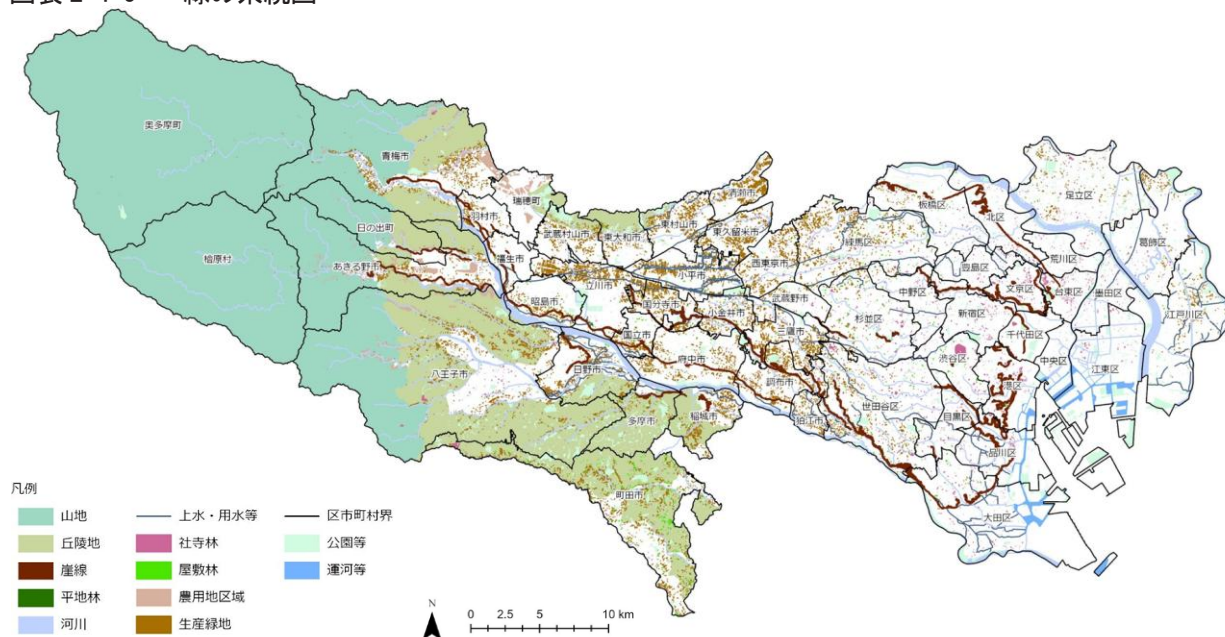 奥多摩町
青梅市
瑞穂町
羽村市
日の出町
檜原村
あきる野市
福生市
武蔵村山市
東大和市
東村山市
清瀬市
東久留米市
西東京市
小平市
立川市
昭島市
国分寺市
小金井市
武蔵野市
国立市
府中市
三鷹市
調布市
狛江市
八王子市
日野市
多摩市
稲城市
町田市
板橋区
北区
足立区
練馬区
豊島区
荒川区
葛飾区
中野区
文京区
台東区
墨田区
杉並区
新宿区
千代田区
江戸川区
渋谷区
中央区
江東区
港区
世田谷区
目黒区
品川区
大田区
凡例
山地
上水・用水等
区市町村界
丘陵地
社寺林
公園等
崖線
屋敷林
運河等
平地林
農用地区域
河川
生産緑地
N
0 2.5 5 10 km